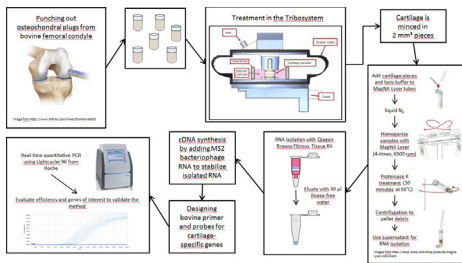 Punching out
osteochondral plugs from
bovine femoral condyle
Treatment in the Tribosystem
Cartilage is
minced in
2 mm² pieces
Add cartilage pieces
and lysis buffer to
MagNA Lyser tubes
liquid N₂
Homogenise
samples with
MagNA Lyser
(4-times, 6500 rpm)
Proteinase K
treatment (30
minutes at 55°C)
Centrifugation to
pellet debris
Use supernatant for
RNA isolation
RNA isolation with Qiagen
RNeasy Fibrous Tissue Kit
Eluate with 30 µl
Rnase-free
water
cDNA synthesis
by adding MS2
bacteriophage
RNA to stabilize
isolated RNA
Designing
bovine primer
and probes for
cartilage-
specific genes
Real-time quantitative PCR
using Lightcycler 96 from
Roche
Evaluate efficiency and genes of
interest to validate the
method